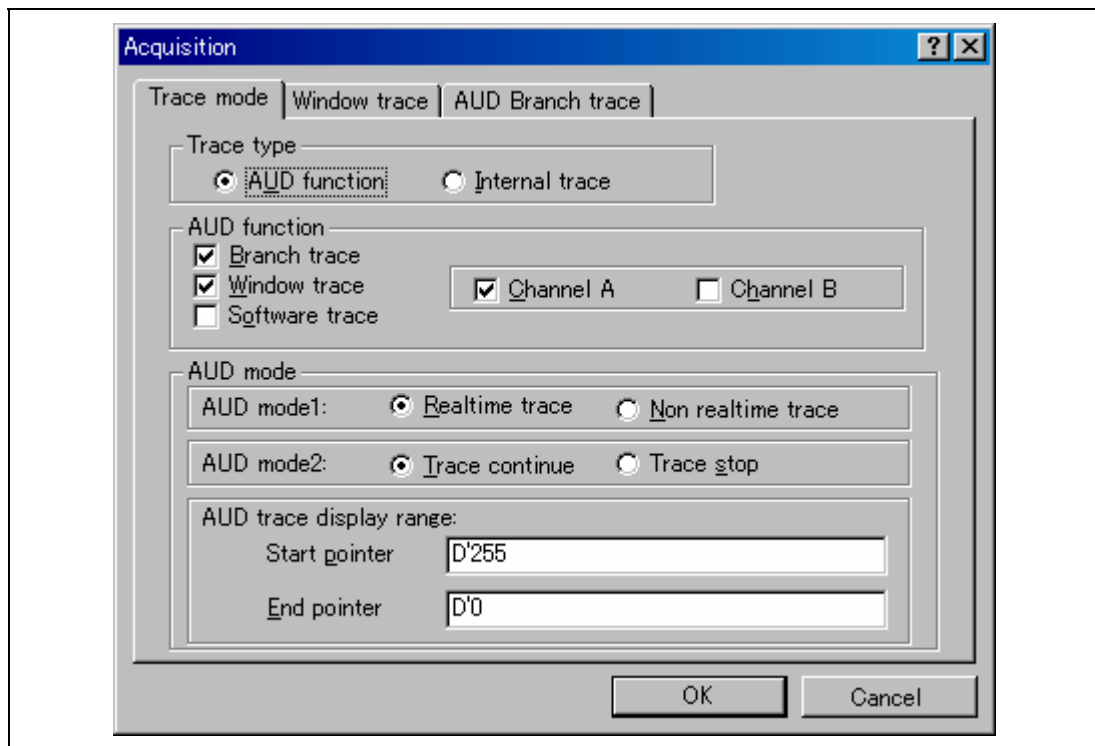 Acquisition
Trace mode Window trace AUD Branch trace
Trace type
AUD function Internal trace
AUD function
Branch trace
Window trace
Software trace
Channel A Channel B
AUD mode
AUD mode1: Realtime trace Non realtime trace
AUD mode2: Trace continue Trace stop
AUD trace display range:
Start pointer D'255
End pointer D'0
OK Cancel